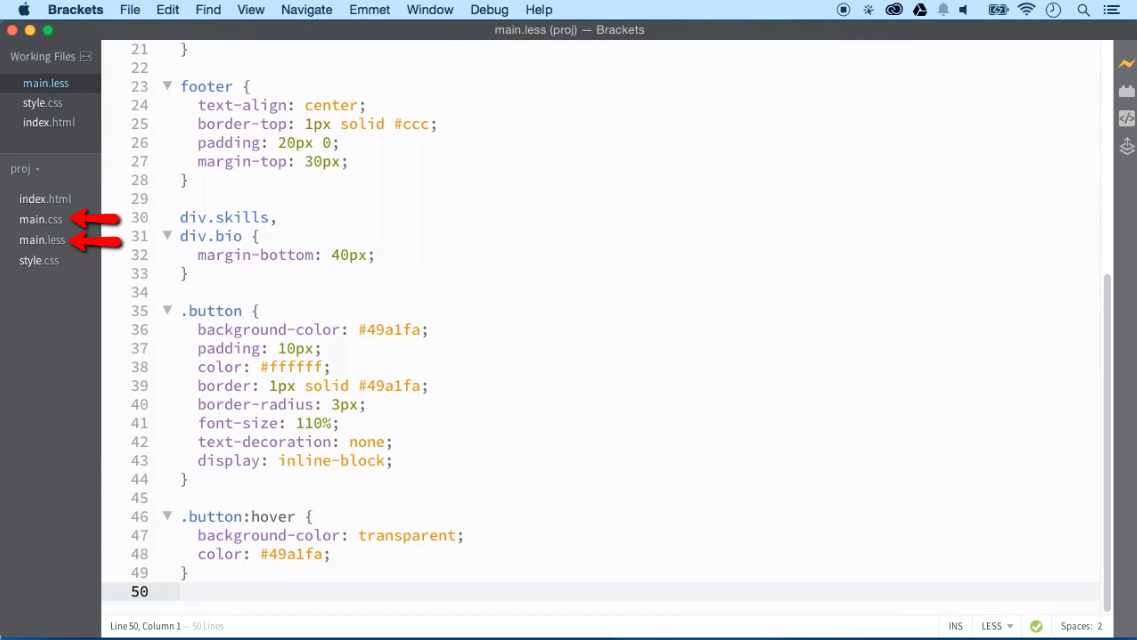 Brackets File Edit Find View Navigate Emmet Window Debug Help
main.less (proj) — Brackets
Working Files
main.less
style.css
index.html
proj
index.html
main.css
main.less
style.css
21 }
22
23 footer {
24 text-align: center;
25 border-top: 1px solid #ccc;
26 padding: 20px 0;
27 margin-top: 30px;
28 }
29
30 div.skills,
31 div.bio {
32 margin-bottom: 40px;
33 }
34
35 .button {
36 background-color: #49a1fa;
37 padding: 10px;
38 color: #ffffff;
39 border: 1px solid #49a1fa;
40 border-radius: 3px;
41 font-size: 110%;
42 text-decoration: none;
43 display: inline-block;
44 }
45
46 .button:hover {
47 background-color: transparent;
48 color: #49a1fa;
49 }
50
Line 50, Column 1 — 50 Lines
INS LESS Spaces: 2